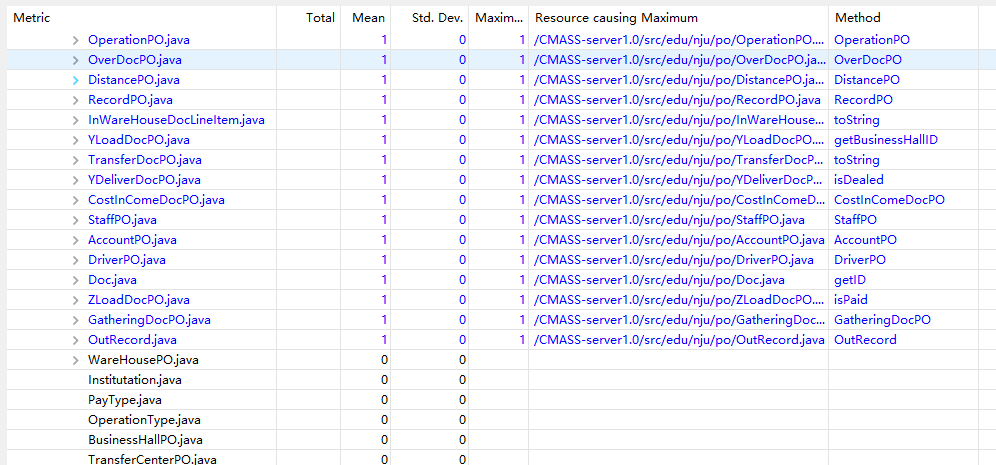 Metric Total Mean Std. Dev. Maxim... Resource causing Maximum Method
OperationPO.java 1 0 1 /CMASS-server1.0/src/edu/nju/po/OperationPO.... OperationPO
OverDocPO.java 1 0 1 /CMASS-server1.0/src/edu/nju/po/OverDocPO.ja... OverDocPO
DistancePO.java 1 0 1 /CMASS-server1.0/src/edu/nju/po/DistancePO.ja... DistancePO
RecordPO.java 1 0 1 /CMASS-server1.0/src/edu/nju/po/RecordPO.java RecordPO
InWareHouseDocLineItem.java 1 0 1 /CMASS-server1.0/src/edu/nju/po/InWareHouse... toString
YLoadDocPO.java 1 0 1 /CMASS-server1.0/src/edu/nju/po/YLoadDocPO.... getBusinessHallID
TransferDocPO.java 1 0 1 /CMASS-server1.0/src/edu/nju/po/TransferDocP... toString
YDeliverDocPO.java 1 0 1 /CMASS-server1.0/src/edu/nju/po/YDeliverDocP... isDealed
CostInComeDocPO.java 1 0 1 /CMASS-server1.0/src/edu/nju/po/CostInComeD... CostInComeDocPO
StaffPO.java 1 0 1 /CMASS-server1.0/src/edu/nju/po/StaffPO.java StaffPO
AccountPO.java 1 0 1 /CMASS-server1.0/src/edu/nju/po/AccountPO.java AccountPO
DriverPO.java 1 0 1 /CMASS-server1.0/src/edu/nju/po/DriverPO.java DriverPO
Doc.java 1 0 1 /CMASS-server1.0/src/edu/nju/po/Doc.java getID
ZLoadDocPO.java 1 0 1 /CMASS-server1.0/src/edu/nju/po/ZLoadDocPO.... isPaid
GatheringDocPO.java 1 0 1 /CMASS-server1.0/src/edu/nju/po/GatheringDoc... GatheringDocPO
OutRecord.java 1 0 1 /CMASS-server1.0/src/edu/nju/po/OutRecord.java OutRecord
WareHousePO.java 0 0
Institutation.java 0 0
PayType.java 0 0
OperationType.java 0 0
BusinessHallPO.java 0 0
TransferCenterPO.java 0 0